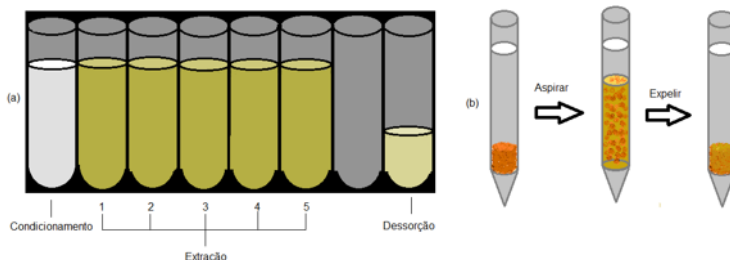 (a)
Condicionamento
1 2 3 4 5
Extração
Dessorção
(b)
Aspirar
Expelir